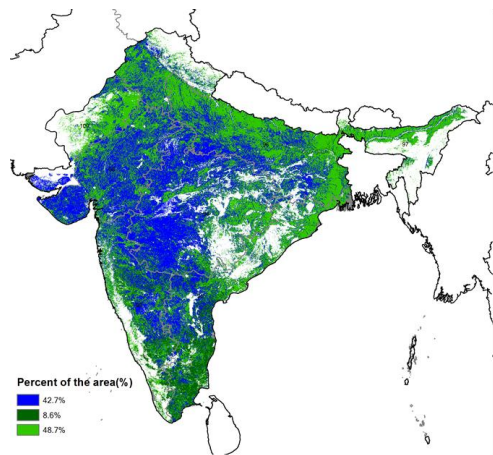 Percent of the area(%)
42.7%
8.6%
48.7%